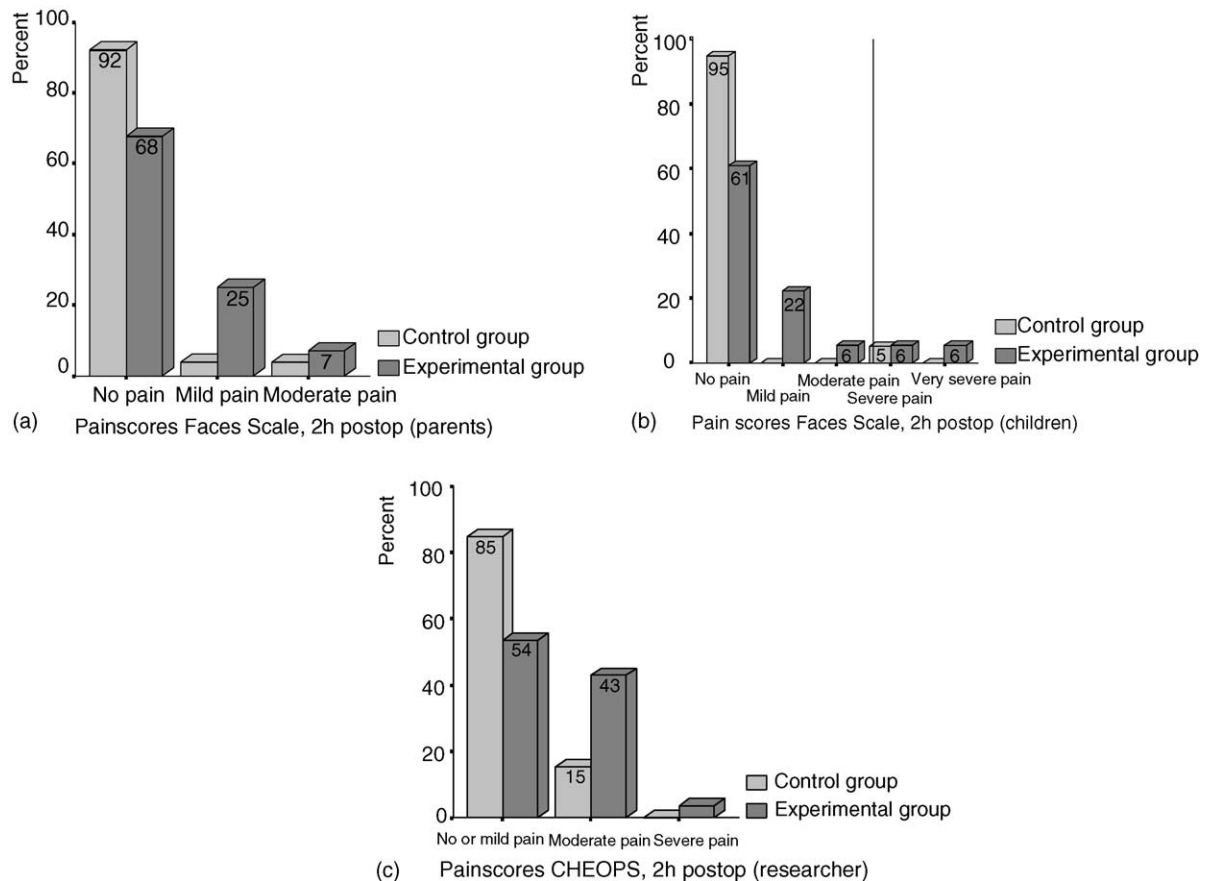 Percent
100
80
60
40
20
0
92
68
25
7
Control group
Experimental group
No pain Mild pain Moderate pain
(a) Painscores Faces Scale, 2h postop (parents)
Percent
100
80
60
40
20
0
95
61
22
6
5
6
6
Control group
Experimental group
No pain Moderate pain Very severe pain
Mild pain Severe pain
(b) Pain scores Faces Scale, 2h postop (children)
Percent
100
80
60
40
20
0
85
54
15
43
Control group
Experimental group
No or mild pain Moderate pain Severe pain
(c) Painscores CHEOPS, 2h postop (researcher)